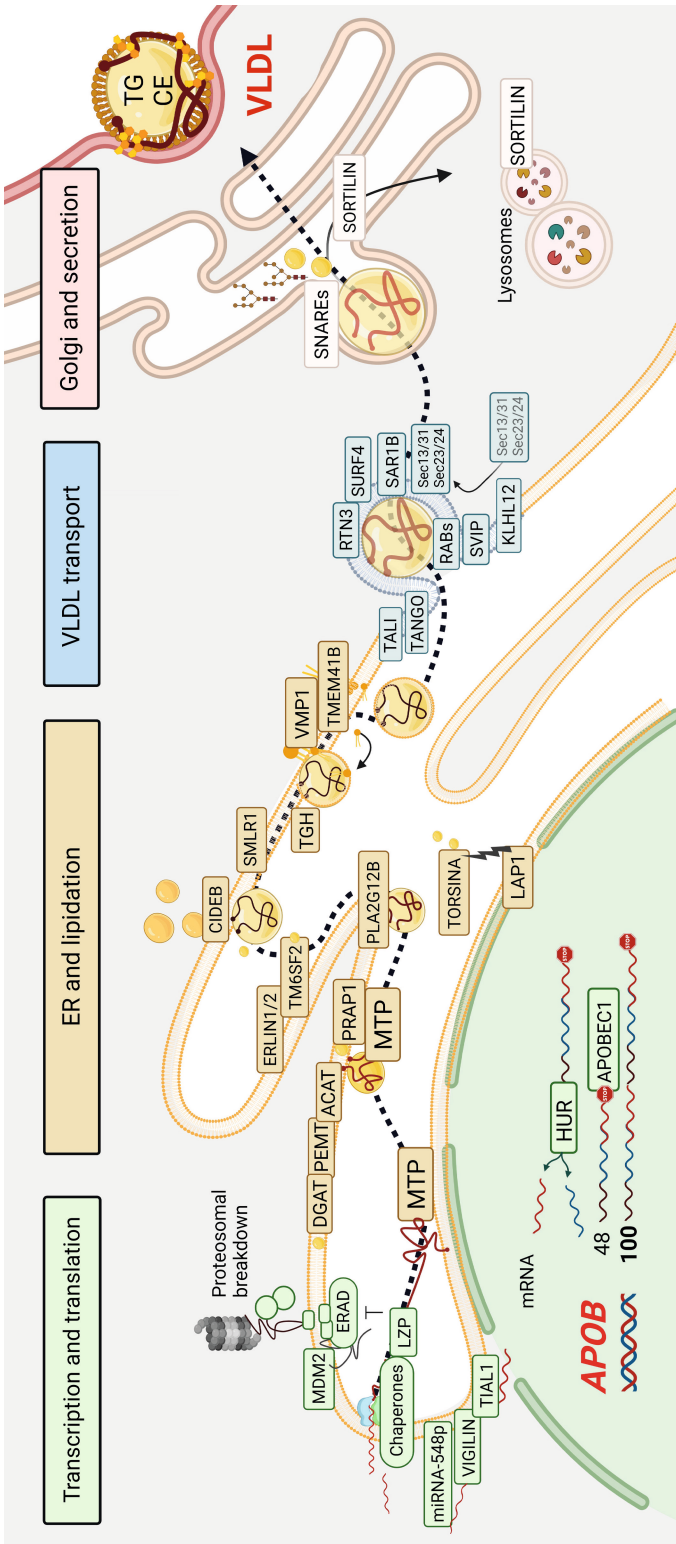 Transcription and translation
ER and lipidation
VLDL transport
Golgi and secretion
Proteosomal
breakdown
MDM2
ERAD
Chaperones
LZP
miRNA-548p
VIGILIN
TIAL1
DGAT
PEMT
ACAT
MTP
PRAP1
MTP
ERLIN1/2
TM6SF2
PLA2G12B
CIDEB
SMLR1
TGH
VMP1
TMEM41B
TORSINA
LAP1
TALI
TANGO
RTN3
SURF4
SAR1B
Sec13/31
Sec23/24
RABs
SVIP
KLHL12
Sec13/31
Sec23/24
SNAREs
SORTILIN
Lysosomes
SORTILIN
TG
CE
VLDL
mRNA
HUR
STOP
48
STOP
APOBEC1
100
STOP
APOB